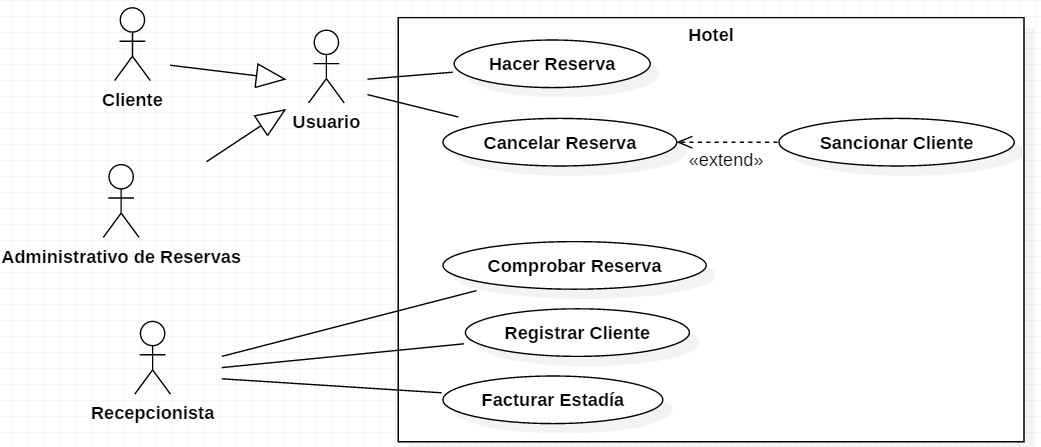 Hotel
Hacer Reserva
Cliente
Usuario
Cancelar Reserva
Sancionar Cliente
«extend»
Administrativo de Reservas
Comprobar Reserva
Registrar Cliente
Facturar Estadía
Recepcionista